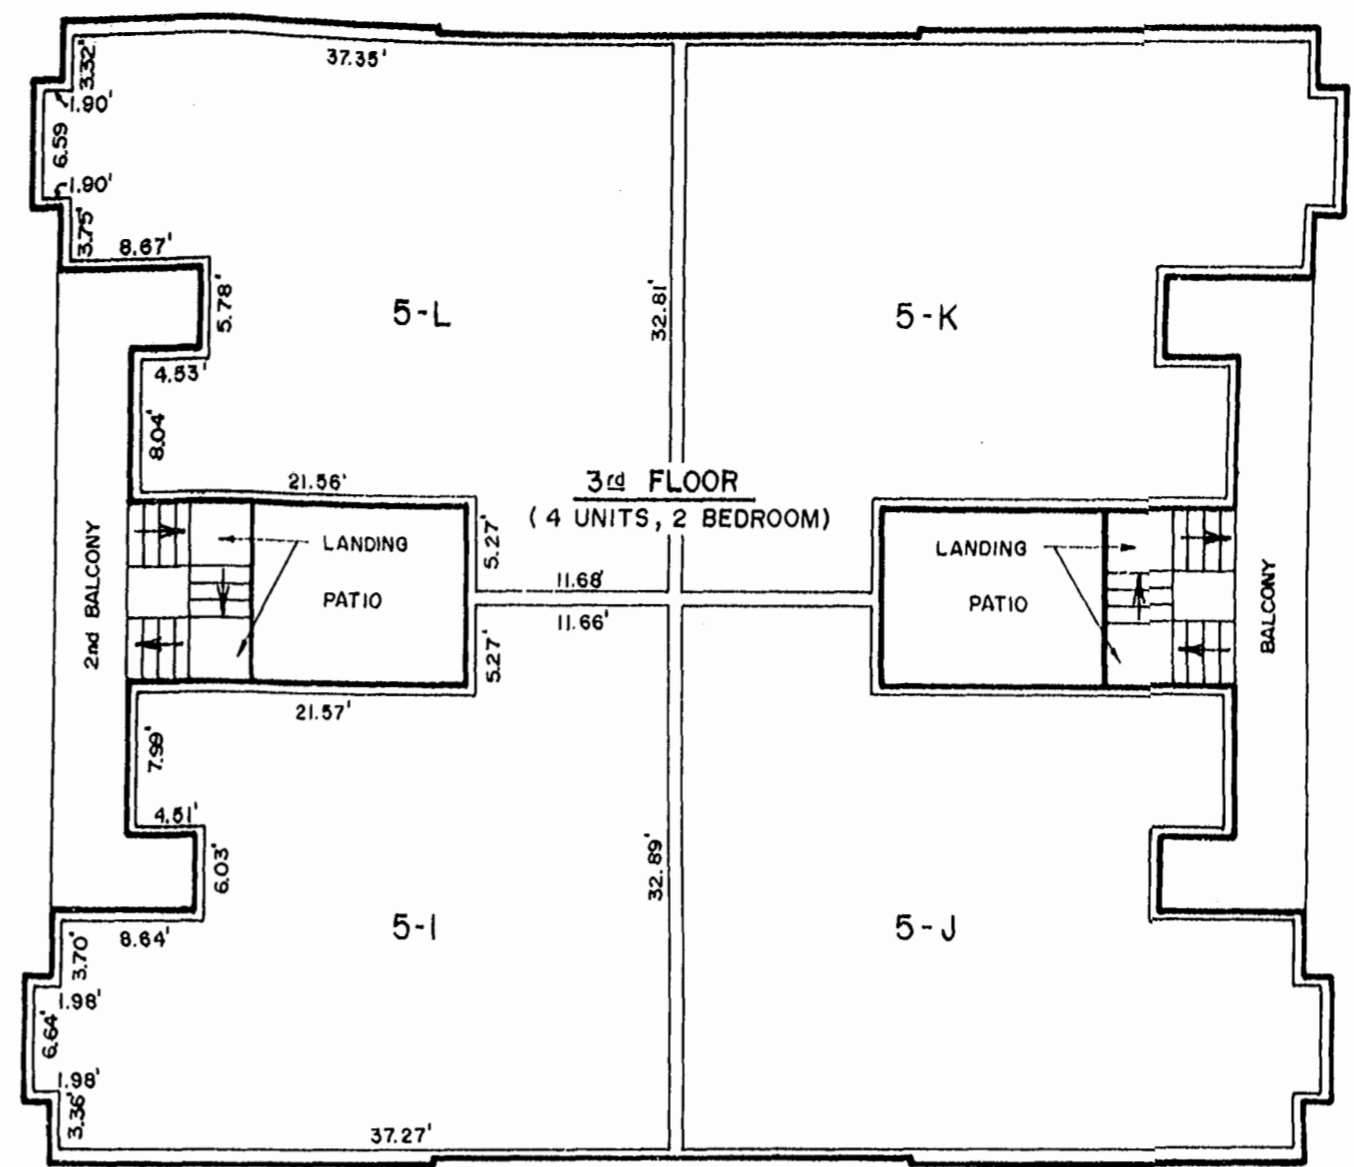 37.35'
3.32'
1.90'
6.59
1.90'
3.75'
8.67'
5.78'
32.81'
5-L
5-K
4.53'
8.04'
21.56'
3rd FLOOR
(4 UNITS, 2 BEDROOM)
5.27'
LANDING
PATIO
2nd BALCONY
11.68'
11.66'
LANDING
PATIO
BALCONY
5.27'
21.57'
7.99'
4.51'
6.03'
32.89'
5-I
5-J
8.64'
3.70'
1.98'
6.64'
1.98'
3.36'
37.27'